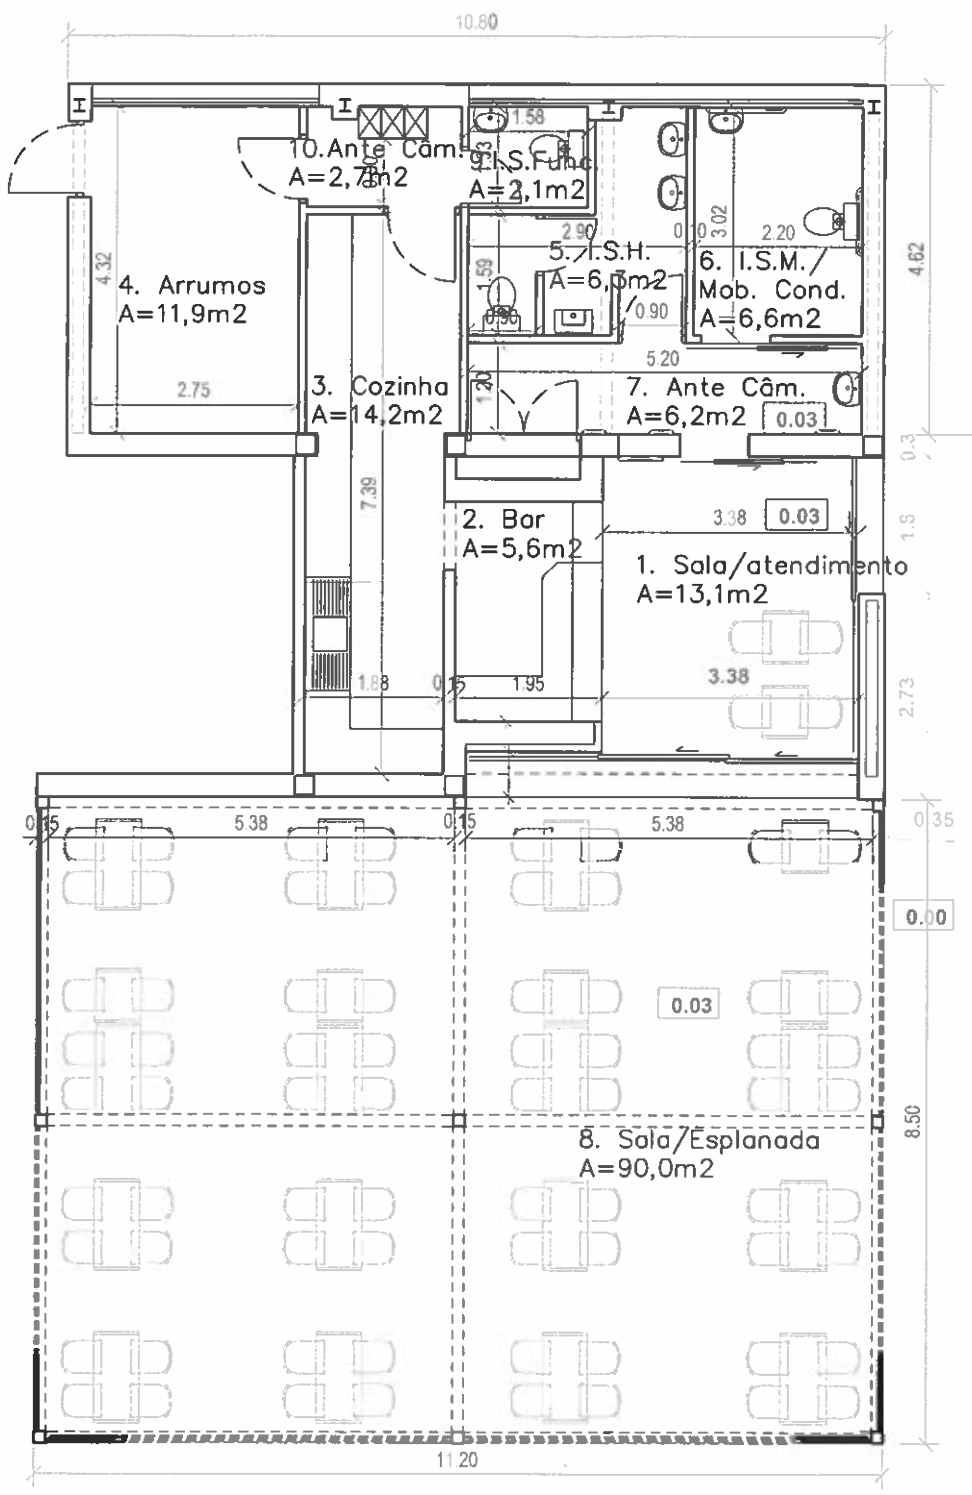 10.80
10.Ante Câm.
A=2,7m2
1.58
9.I.S.Func.
A=2,1m2
4.32
4. Arrumos
A=11,9m2
2.75
2.90
5. I.S.H.
A=6,3m2
1.59
0.90
0.90
3.02
0.10
2.20
6. I.S.M./
Mob. Cond.
A=6,6m2
4.62
5.20
3. Cozinha
A=14,2m2
1.20
7. Ante Câm.
A=6,2m2
0.03
0.3
7.39
2. Bar
A=5,6m2
3.38
0.03
1.8
1. Sala/atendimento
A=13,1m2
1.88
0.15
1.95
3.38
2.73
0.15
5.38
0.15
5.38
0.35
0.00
0.03
8. Sala/Esplanada
A=90,0m2
8.50
11.20